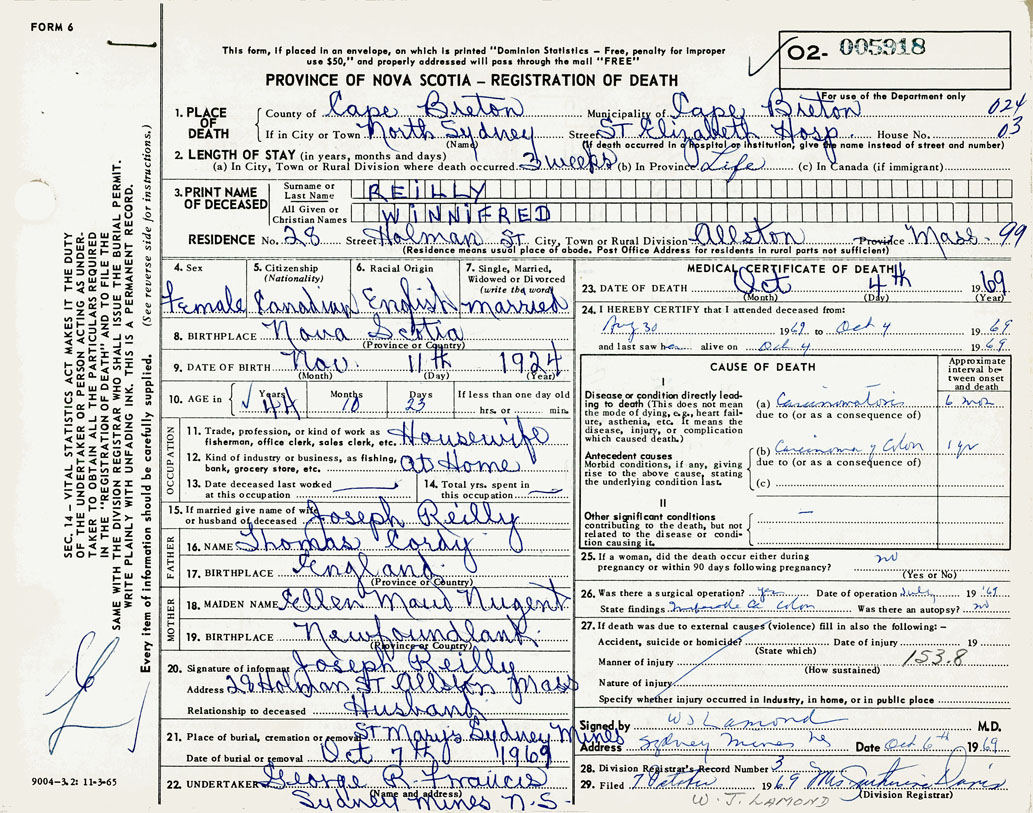 FORM 6
This form, if placed in an envelope, on which is printed "Dominion Statistics – Free, penalty for improper
use $50," and properly addressed will pass through the mail "FREE"
O2- 005918
For use of the Department only
PROVINCE OF NOVA SCOTIA – REGISTRATION OF DEATH
024
03
1. PLACE OF DEATH
County of Cape Breton Municipality of Cape Breton
If in City or Town North Sydney Street ST Elizabeth Hosp. House No.
(Name) (If death occurred in a hospital or institution, give the name instead of street and number)
2. LENGTH OF STAY (in years, months and days)
(a) In City, Town or Rural Division where death occurred 3 weeks (b) In Province Life (c) In Canada (if immigrant)
3. PRINT NAME OF DECEASED
Surname or Last Name REILLY
All Given or Christian Names WINNIFRED
RESIDENCE No. 28 Street Holman ST City, Town or Rural Division Allston Province Mass. 99
(Residence means usual place of abode. Post Office Address for residents in rural parts not sufficient)
4. Sex
Female
5. Citizenship
(Nationality)
Canadian
6. Racial Origin
English
7. Single, Married,
Widowed or Divorced
(write the word)
married
8. BIRTHPLACE Nova Scotia
(Province or Country)
9. DATE OF BIRTH Nov. 11th 1924
(Month) (Day) (Year)
10. AGE in
Years Months Days If less than one day old
44 10 23 hrs. or min.
OCCUPATION
11. Trade, profession, or kind of work as
fisherman, office clerk, sales clerk, etc. Housewife
12. Kind of industry or business, as fishing,
bank, grocery store, etc. at Home
13. Date deceased last worked
at this occupation
14. Total yrs. spent in
this occupation
15. If married give name of wife
or husband of deceased Joseph Reilly
FATHER
16. NAME Thomas Cordy
17. BIRTHPLACE England
(Province or Country)
MOTHER
18. MAIDEN NAME Ellen Maud Nugent
19. BIRTHPLACE Newfoundland
(Province or Country)
20. Signature of informant Joseph Reilly
Address 28 Holman ST Allston Mass
Relationship to deceased Husband
21. Place of burial, cremation or removal ST Marys Sydney Mines
Date of burial or removal Oct 7th 1969
22. UNDERTAKER George R. Francis
(Name and address)
Sydney Mines N.S.
MEDICAL CERTIFICATE OF DEATH
23. DATE OF DEATH Oct 4th 1969
(Month) (Day) (Year)
24. I HEREBY CERTIFY that I attended deceased from:
Aug 30 1969 to Oct 4 1969
and last saw her alive on Oct 4 1969
CAUSE OF DEATH
Approximate
interval be-
tween onset
and death
I
Disease or condition directly lead-
ing to death (This does not mean
the mode of dying, e.g., heart fail-
ure, asthenia, etc. It means the
disease, injury, or complication
which caused death.)
(a) Carcinomatosis 6 mos
due to (or as a consequence of)
Antecedent causes
Morbid conditions, if any, giving
rise to the above cause, stating
the underlying condition last.
(b) Carcinoma of Colon 1 yr
due to (or as a consequence of)
(c)
II
Other significant conditions
contributing to the death, but not
related to the disease or condi-
tion causing it.
25. If a woman, did the death occur either during
pregnancy or within 90 days following pregnancy? no
(Yes or No)
26. Was there a surgical operation? yes Date of operation July 19 '69
State findings Ca Colon Was there an autopsy? no
27. If death was due to external causes (violence) fill in also the following: –
Accident, suicide or homicide? Date of injury 19
(State which)
Manner of injury 153.8
(How sustained)
Nature of injury
Specify whether injury occurred in industry, in home, or in public place
Signed by W J Lamond M.D.
Address Sydney Mines NS Date Oct 6th 1969
28. Division Registrar's Record Number 3
29. Filed 7 October 1969 Mrs Davis
(Division Registrar)
W. J. LAMOND
SEC. 14 – VITAL STATISTICS ACT MAKES IT THE DUTY
OF THE UNDERTAKER OR PERSON ACTING AS UNDER-
TAKER TO OBTAIN ALL THE PARTICULARS REQUIRED
IN THE "REGISTRATION OF DEATH" AND TO FILE THE
SAME WITH THE DIVISION REGISTRAR WHO SHALL ISSUE THE BURIAL PERMIT.
WRITE PLAINLY WITH UNFADING INK. THIS IS A PERMANENT RECORD.
Every item of information should be carefully supplied. (See reverse side for instructions.)
9004-3.2: 11-3-65